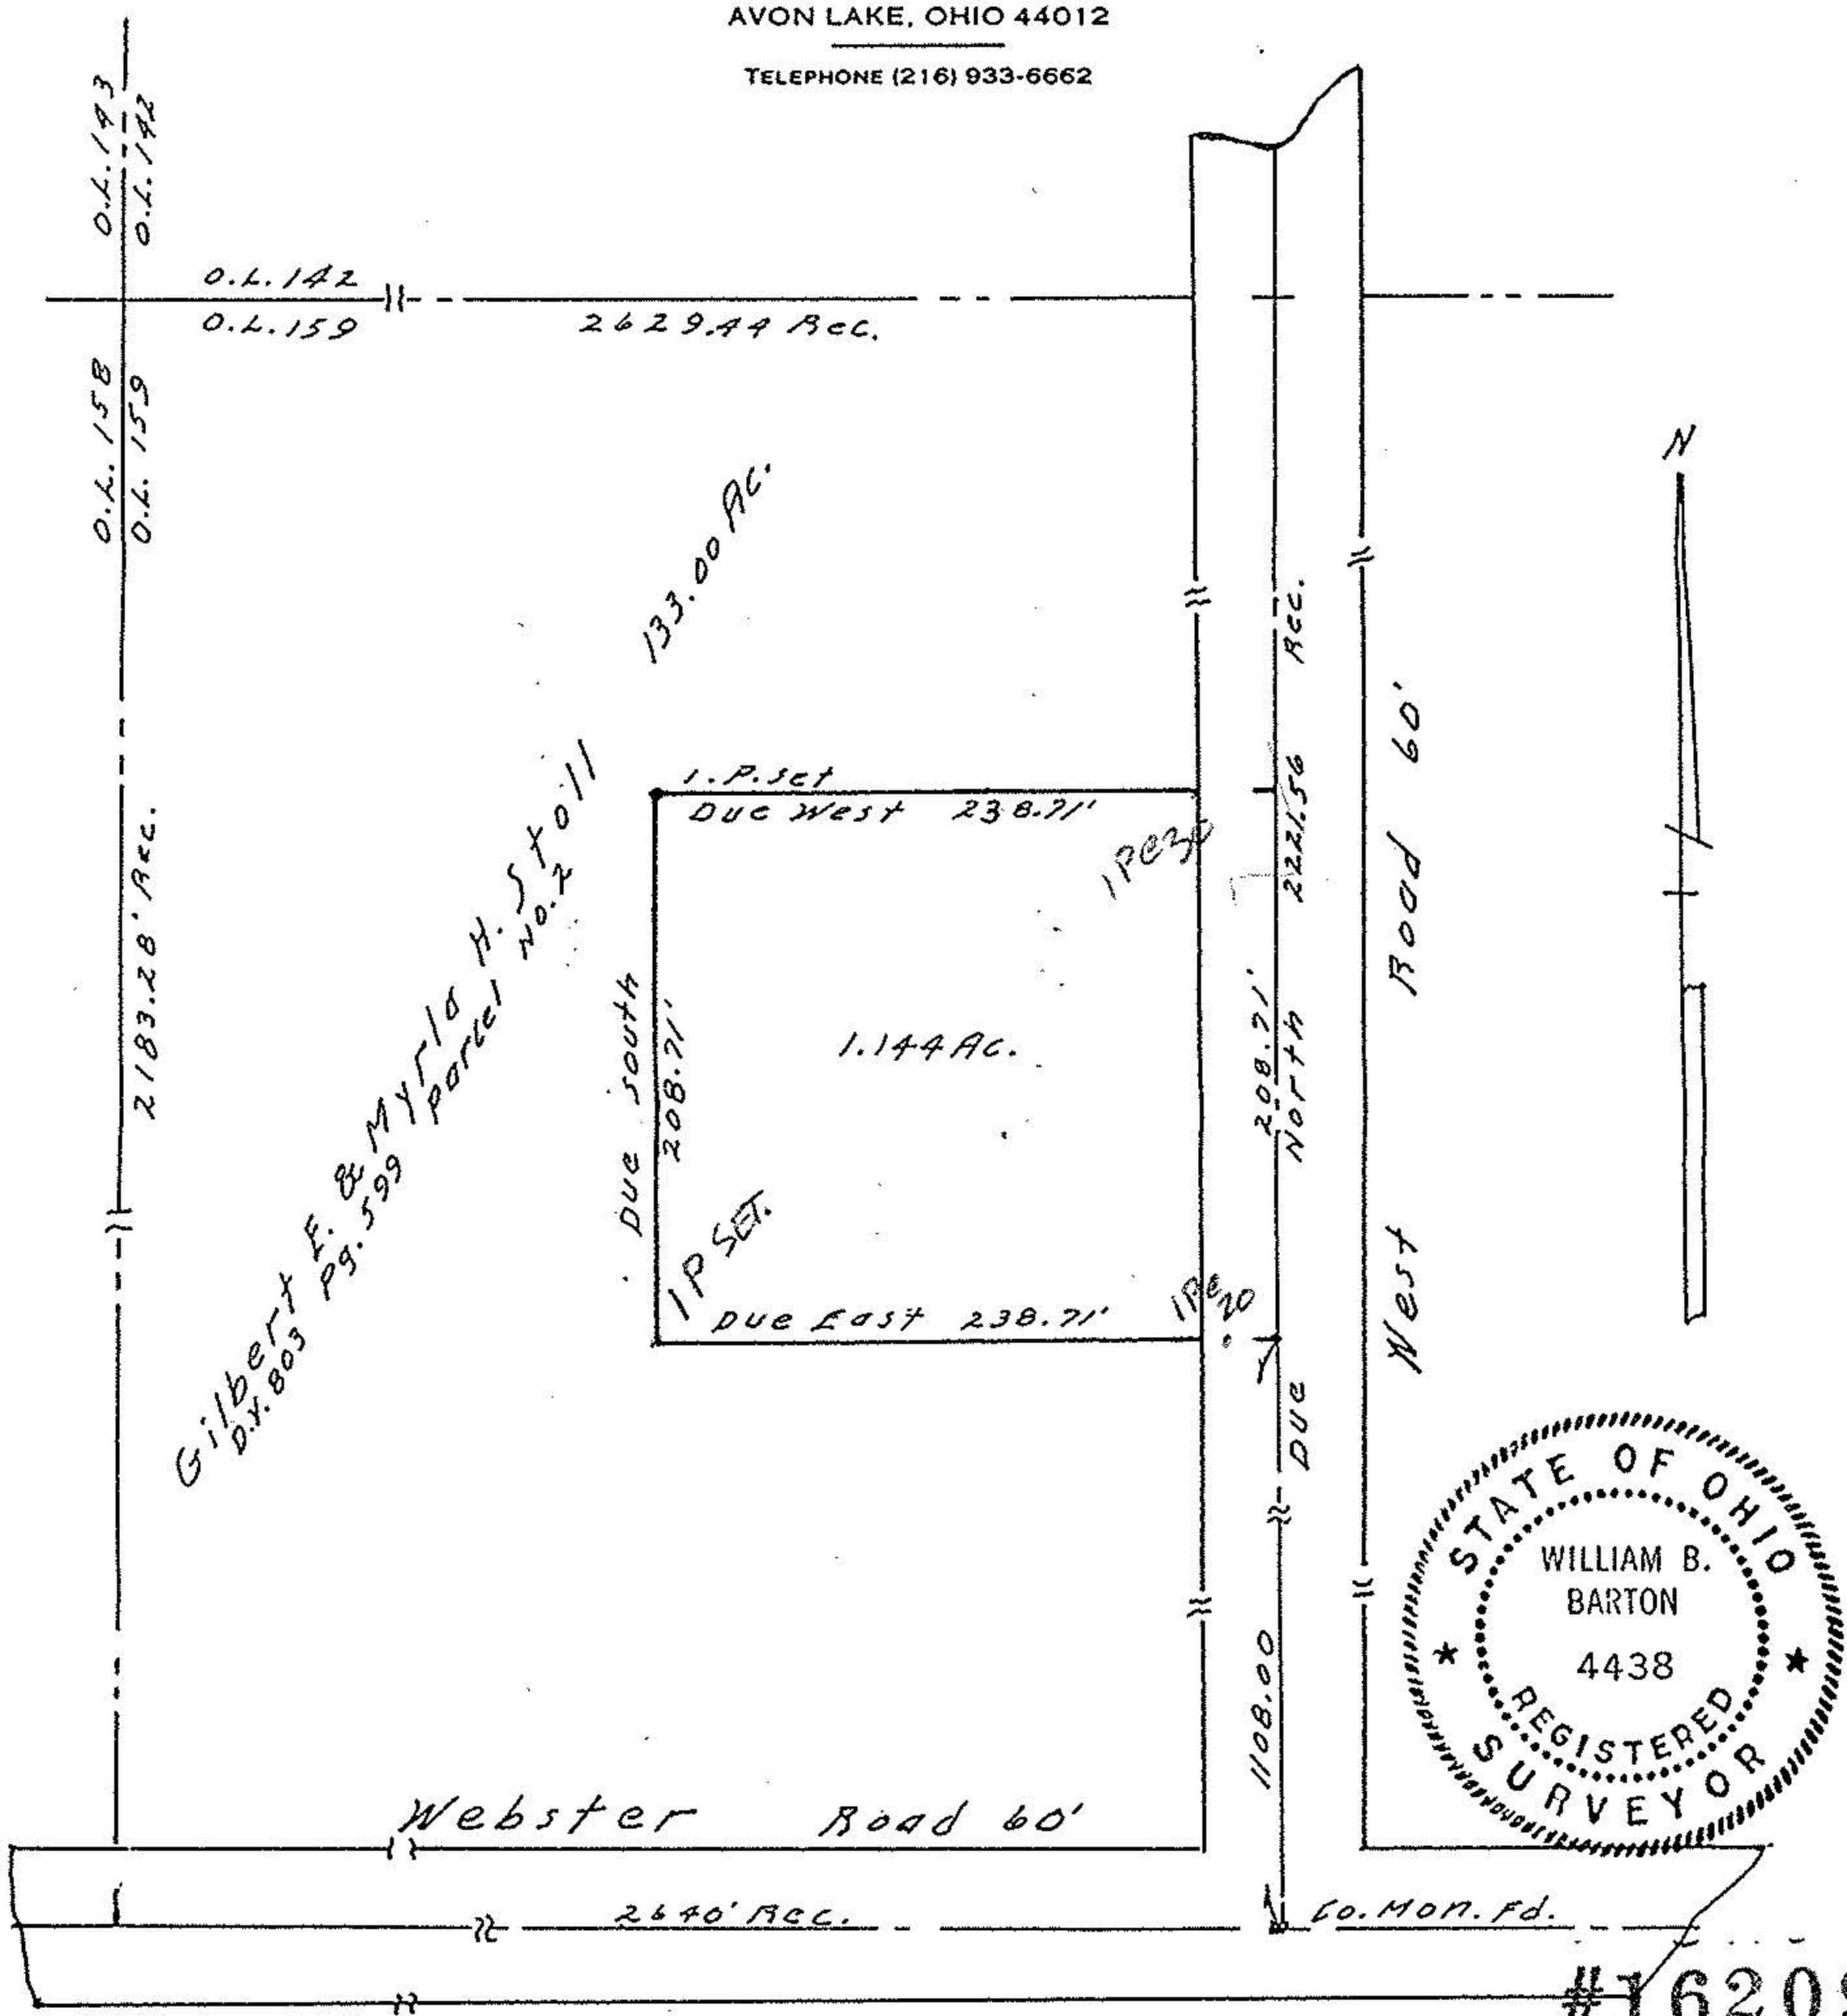 AVON LAKE, OHIO 44012
TELEPHONE (216) 933-6662
O.L. 143
O.L. 142
O.L. 142
O.L. 159
2629.44 Rec.
O.L. 158
O.L. 159
N
133.00 AC.
2183.28' Rec.
Gilbert E. & Myrla H. Stoll
D.V. 803 Pg. 599 Parcel No. 2
I.P. Set
Due West 238.71'
Due South
208.71'
1.144 AC.
IP SET.
Due East 238.71'
208.71'
Due North 2221.56 Rec.
West Road 60'
1108.00
STATE OF OHIO
WILLIAM B.
BARTON
4438
REGISTERED
SURVEYOR
Webster Road 60'
2640' Rec.
Co. Mon. Fd.